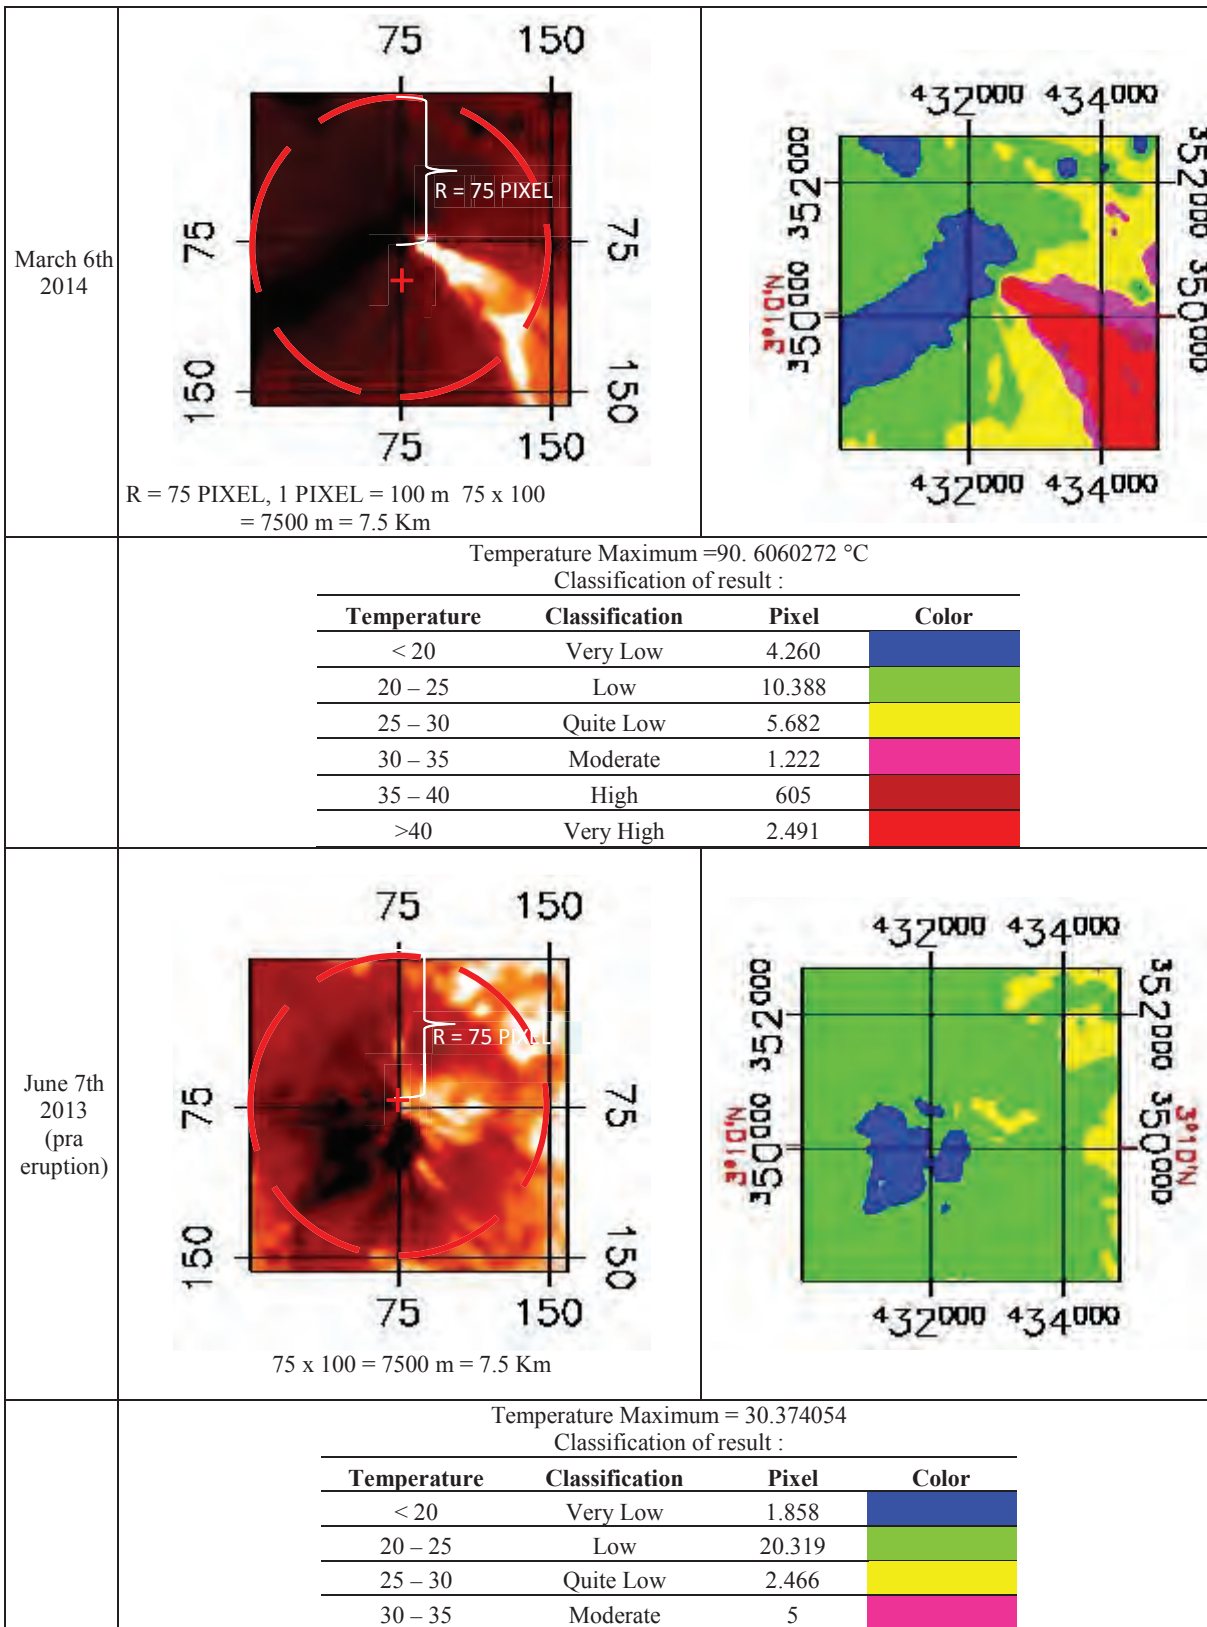 March 6th
2014
75 150
75
150
75
150
R = 75 PIXEL
75 150
R = 75 PIXEL, 1 PIXEL = 100 m 75 x 100
= 7500 m = 7.5 Km
432000 434000
352000
350000
352000
350000
432000 434000
Temperature Maximum =90. 6060272 °C
Classification of result :
Temperature Classification Pixel Color
< 20 Very Low 4.260
20 – 25 Low 10.388
25 – 30 Quite Low 5.682
30 – 35 Moderate 1.222
35 – 40 High 605
>40 Very High 2.491
June 7th
2013
(pra
eruption)
75 150
75
150
75
150
R = 75 PIXEL
75 150
75 x 100 = 7500 m = 7.5 Km
432000 434000
352000
350000
352000
350000
3°1D'N
432000 434000
Temperature Maximum = 30.374054
Classification of result :
Temperature Classification Pixel Color
< 20 Very Low 1.858
20 – 25 Low 20.319
25 – 30 Quite Low 2.466
30 – 35 Moderate 5